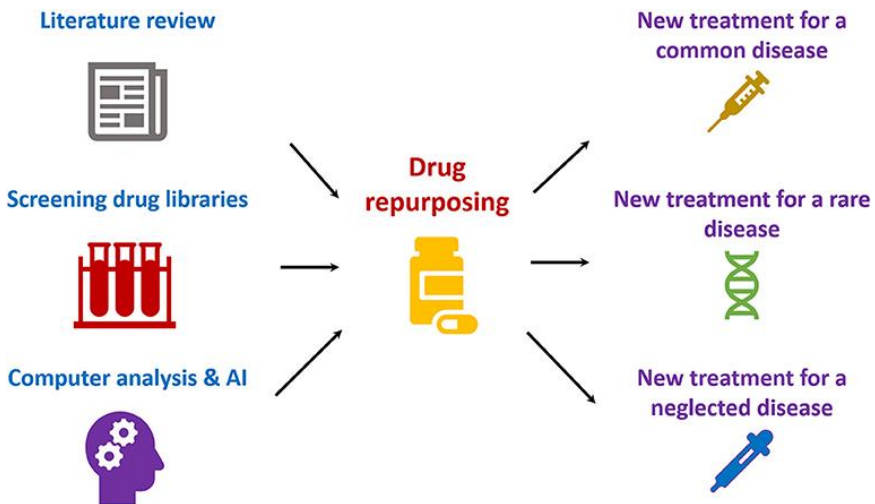 Literature review
Screening drug libraries
Computer analysis & AI
Drug
repurposing
New treatment for a
common disease
New treatment for a rare
disease
New treatment for a
neglected disease